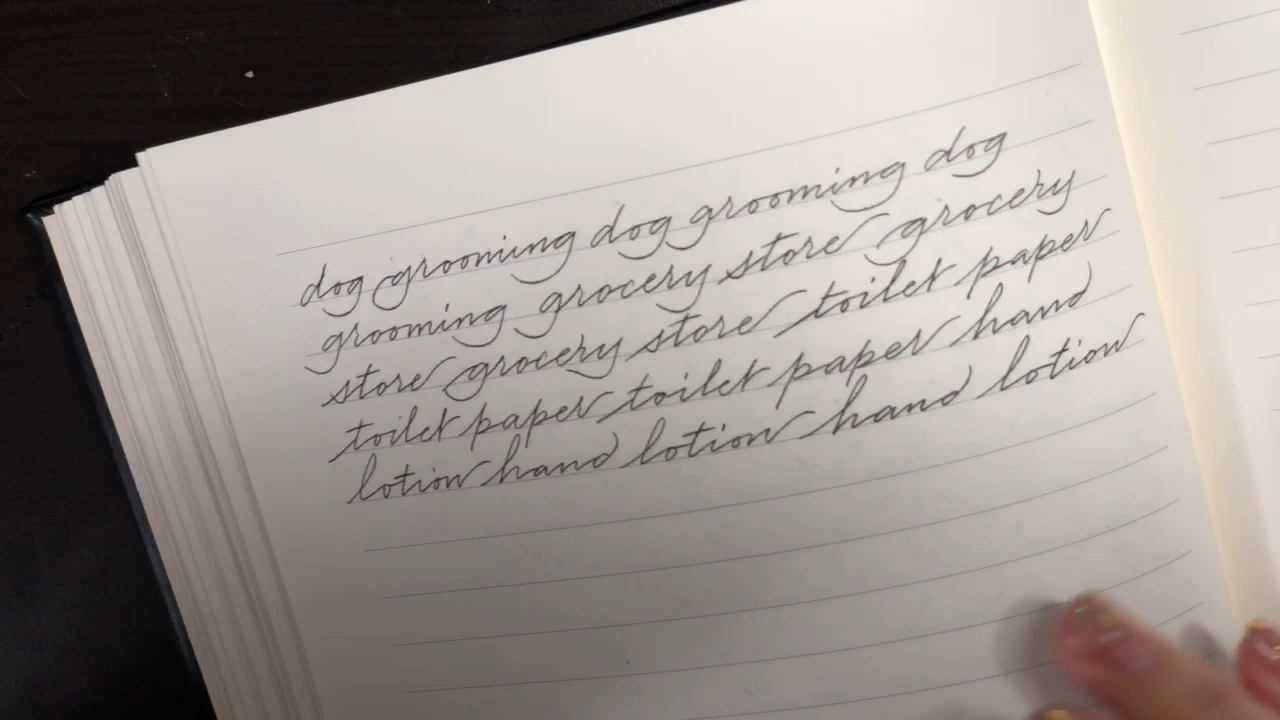 dog grooming dog grooming dog
grooming grocery store grocery
store grocery store toilet paper
toilet paper toilet paper hand
lotion hand lotion hand lotion